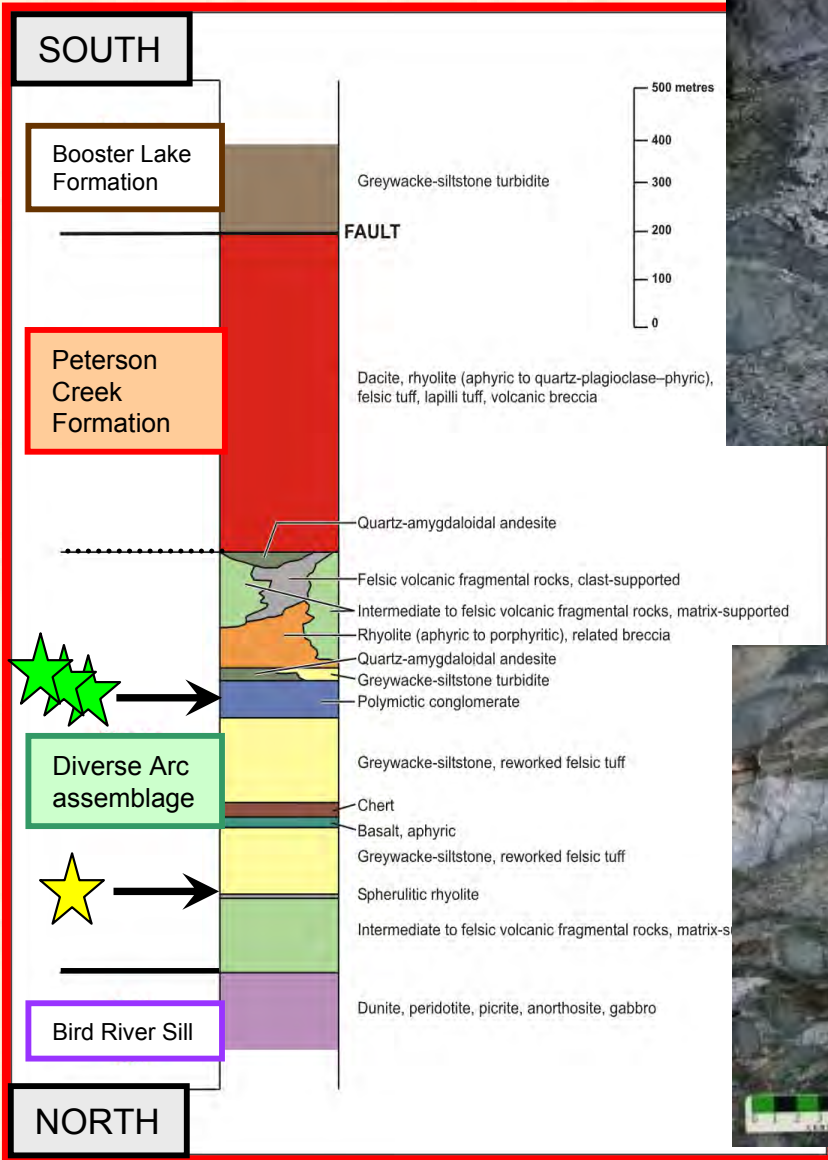 SOUTH
500 metres
400
300
200
100
0
Booster Lake
Formation
Greywacke-siltstone turbidite
FAULT
Peterson
Creek
Formation
Dacite, rhyolite (aphyric to quartz-plagioclase–phyric),
felsic tuff, lapilli tuff, volcanic breccia
Quartz-amygdaloidal andesite
Felsic volcanic fragmental rocks, clast-supported
Intermediate to felsic volcanic fragmental rocks, matrix-supported
Rhyolite (aphyric to porphyritic), related breccia
Quartz-amygdaloidal andesite
Greywacke-siltstone turbidite
Polymictic conglomerate
Diverse Arc
assemblage
Greywacke-siltstone, reworked felsic tuff
Chert
Basalt, aphyric
Greywacke-siltstone, reworked felsic tuff
Spherulitic rhyolite
Intermediate to felsic volcanic fragmental rocks,
Bird River Sill
Dunite, peridotite, picrite, anorthosite, gabbro
NORTH